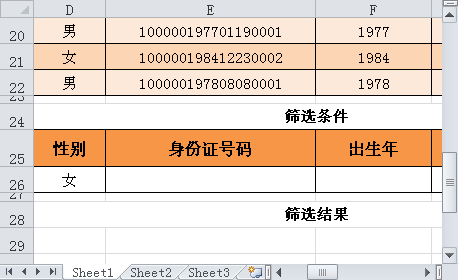 D E F
20 男 100000197701190001 1977
21 女 100000198412230002 1984
22 男 100000197808080001 1978
23
24 筛选条件
25 性别 身份证号码 出生年
26 女
27
28 筛选结果
29
Sheet1 Sheet2 Sheet3